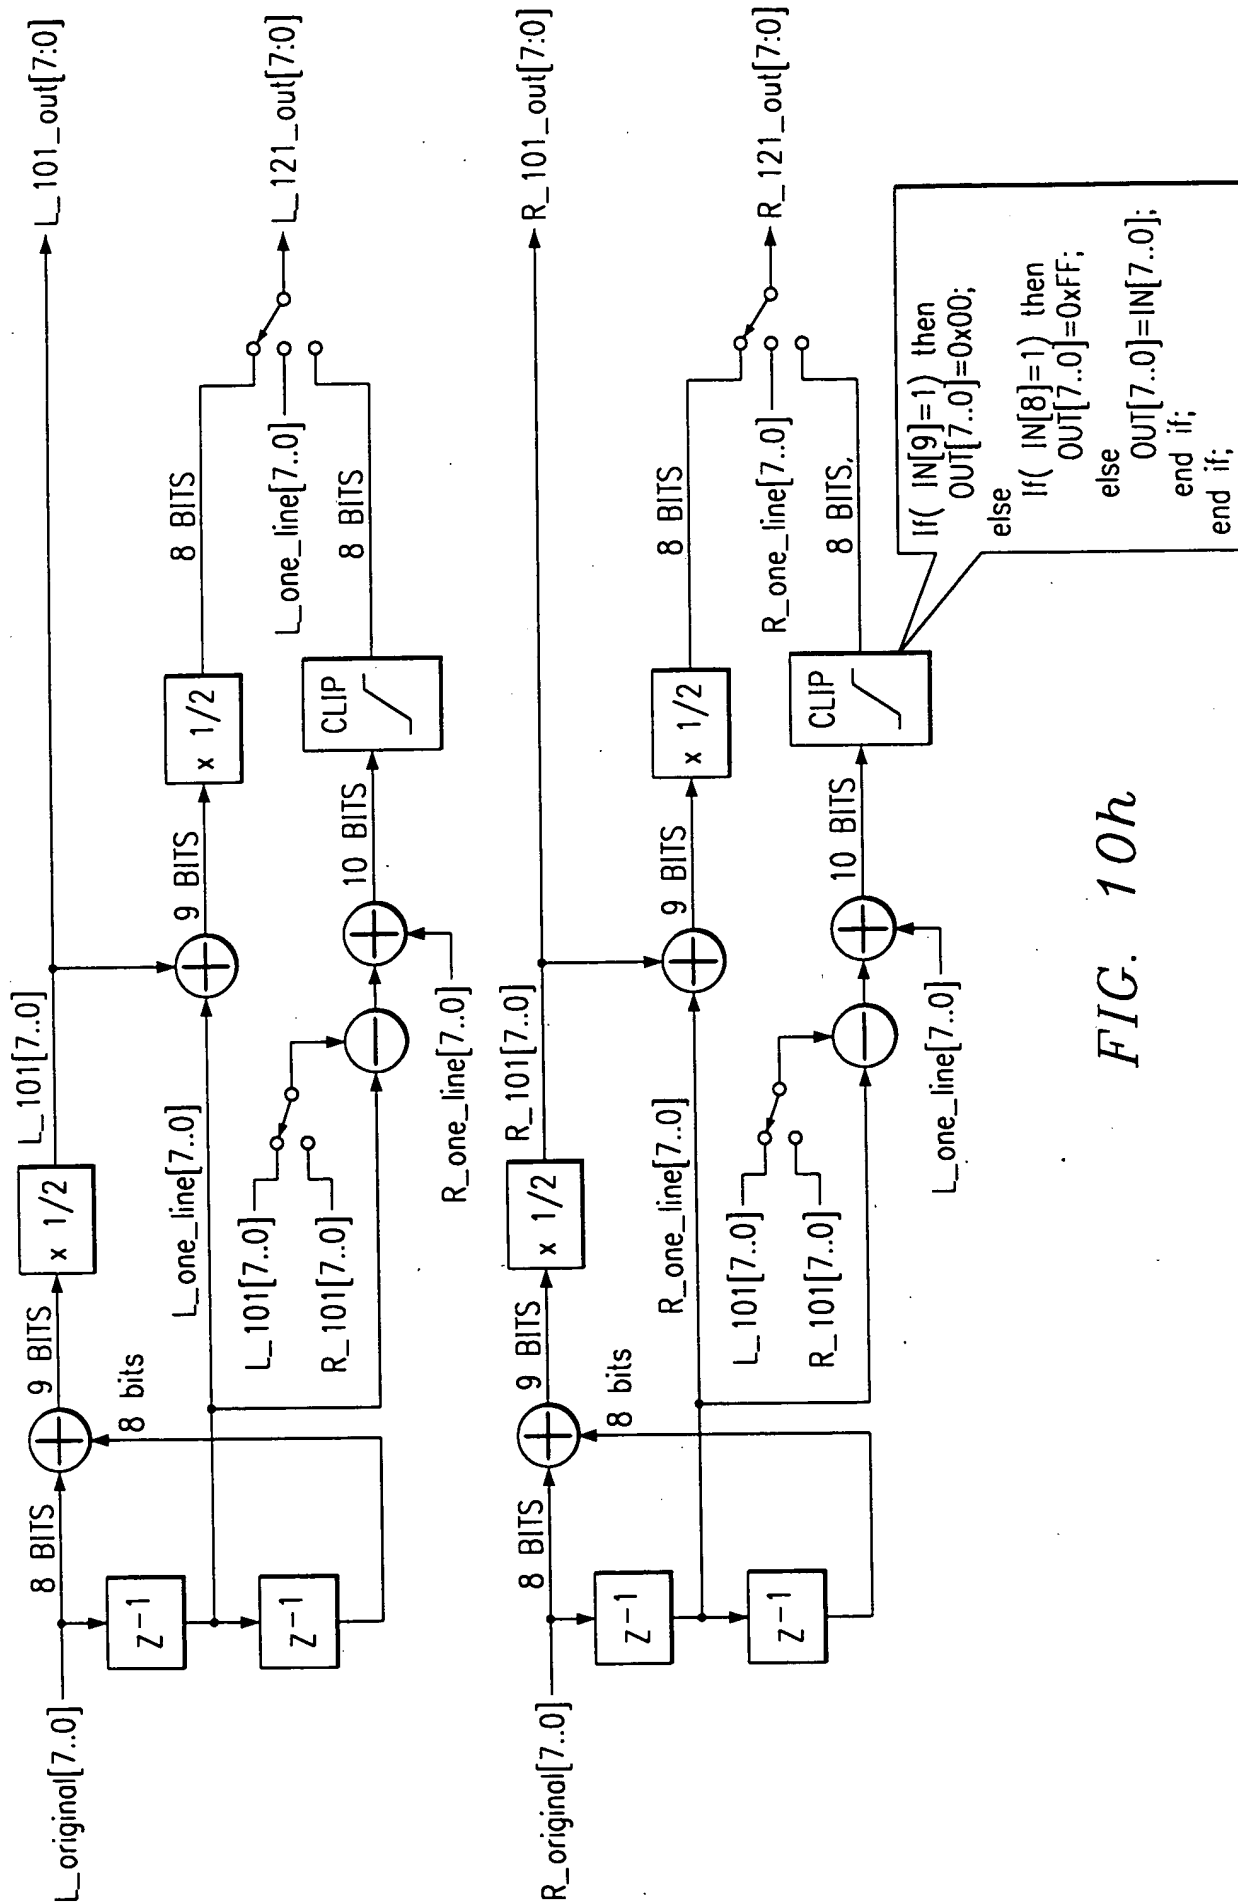 L_original[7..0]
8 BITS
Z⁻¹
Z⁻¹
8 bits
9 BITS
x 1/2
L_101[7..0]
L_101_out[7:0]
L_one_line[7..0]
9 BITS
x 1/2
8 BITS
L_101[7..0]
R_101[7..0]
R_one_line[7..0]
10 BITS
CLIP
8 BITS
L_one_line[7..0]
L_121_out[7:0]
R_original[7..0]
8 BITS
Z⁻¹
Z⁻¹
8 bits
9 BITS
x 1/2
R_101[7..0]
R_101_out[7:0]
R_one_line[7..0]
9 BITS
x 1/2
8 BITS
L_101[7..0]
R_101[7..0]
L_one_line[7..0]
10 BITS
CLIP
8 BITS,
R_one_line[7..0]
R_121_out[7:0]
If( IN[9]=1) then
OUT[7..0]=0x00;
else
If( IN[8]=1) then
OUT[7..0]=0xFF;
else
OUT[7..0]=IN[7..0];
end if;
end if;
FIG. 10h